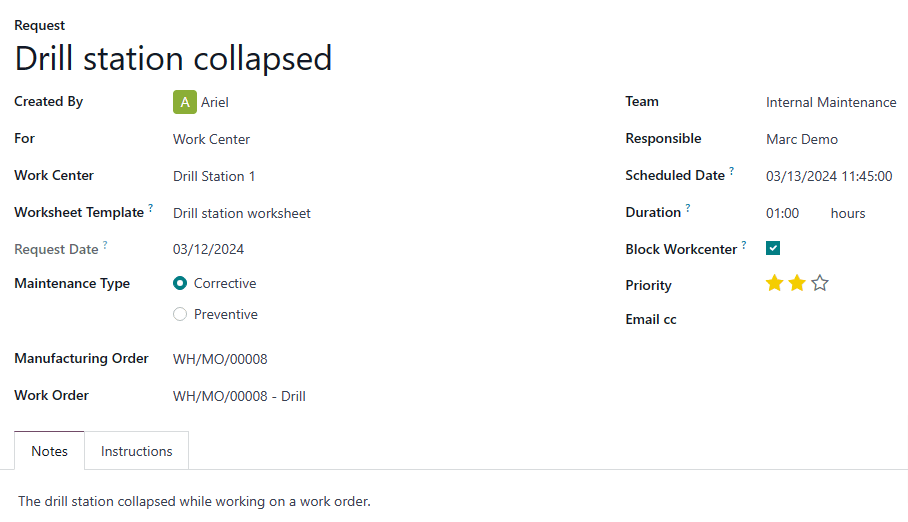 Request
Drill station collapsed
Created By A Ariel
Team Internal Maintenance
For Work Center
Responsible Marc Demo
Work Center Drill Station 1
Scheduled Date ? 03/13/2024 11:45:00
Worksheet Template ? Drill station worksheet
Duration ? 01:00 hours
Request Date ? 03/12/2024
Block Workcenter ?
Maintenance Type Corrective
Priority
Preventive
Email cc
Manufacturing Order WH/MO/00008
Work Order WH/MO/00008 - Drill
Notes Instructions
The drill station collapsed while working on a work order.